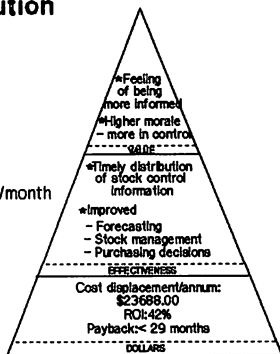 ution
*Feeling
of being
more informed
*Higher morale
- more in control
VALUE
*Timely distribution
of stock control
information
/month
*Improved
- Forecasting
- Stock management
- Purchasing decisions
EFFECTIVENESS
Cost displacement/annum:
$23688.00
ROI:42%
Payback:< 29 months
DOLLARS